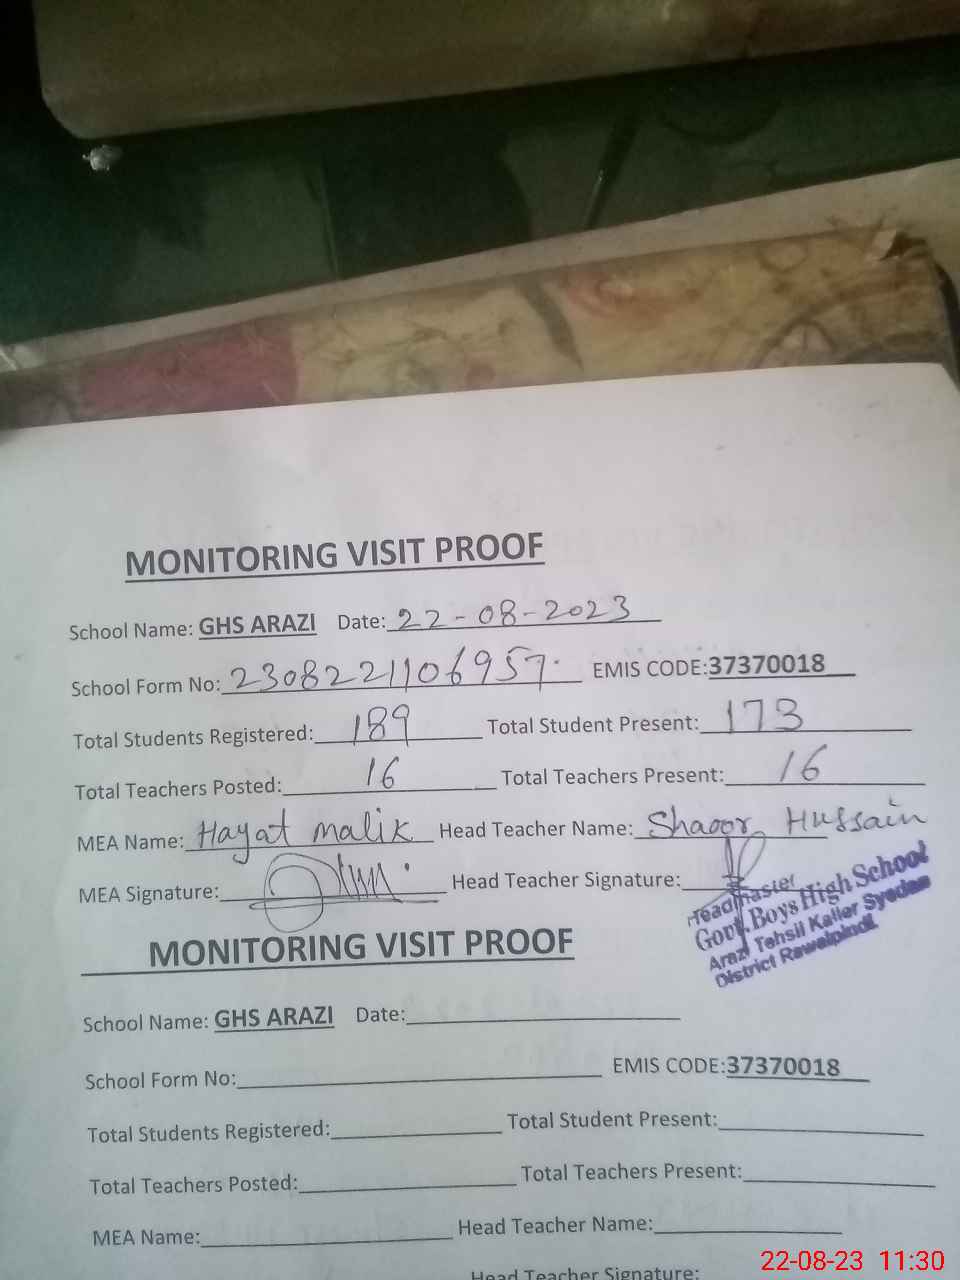 MONITORING VISIT PROOF
School Name: GHS ARAZI Date: 22-08-2023
School Form No: 2308221106957 EMIS CODE:37370018
Total Students Registered: 189 Total Student Present: 173
Total Teachers Posted: 16 Total Teachers Present: 16
MEA Name: Hayat malik Head Teacher Name: Shaoor Hussain
MEA Signature: Head Teacher Signature:
Headmaster
Govt. Boys High School
Arazi Tehsil Kaller Syedan
District Rawalpindi
MONITORING VISIT PROOF
School Name: GHS ARAZI Date:
School Form No: EMIS CODE:37370018
Total Students Registered: Total Student Present:
Total Teachers Posted: Total Teachers Present:
MEA Name: Head Teacher Name:
Head Teacher Signature:
22-08-23 11:30